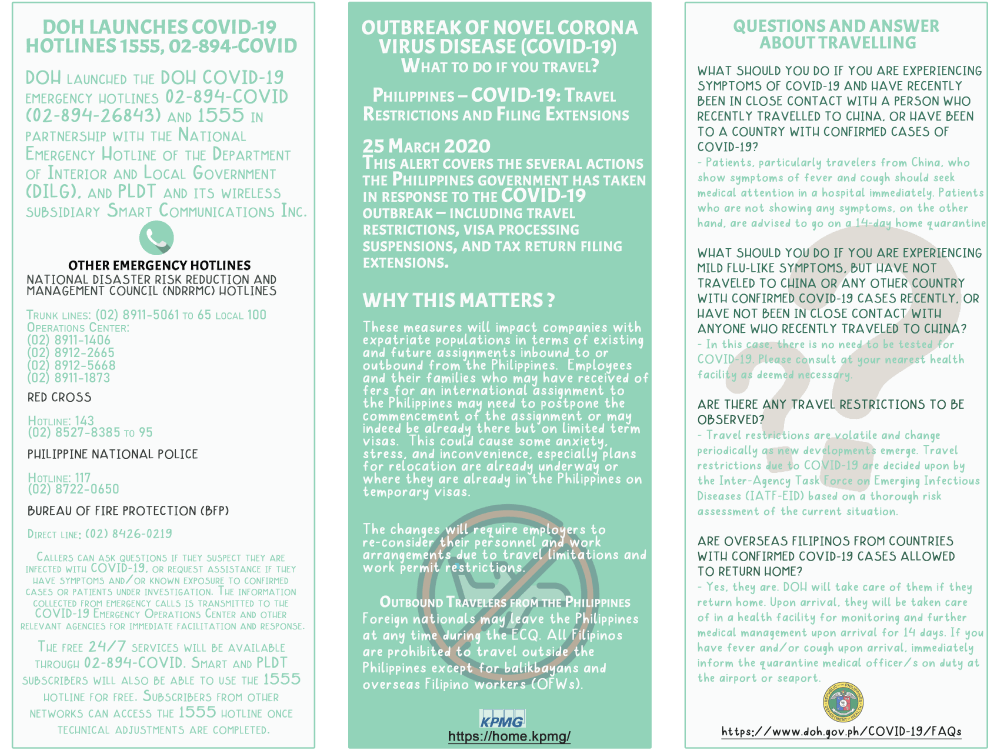 DOH LAUNCHES COVID-19
HOTLINES 1555, 02-894-COVID
DOH LAUNCHED THE DOH COVID-19
EMERGENCY HOTLINES 02-894-COVID
(02-894-26843) AND 1555 IN
PARTNERSHIP WITH THE NATIONAL
EMERGENCY HOTLINE OF THE DEPARTMENT
OF INTERIOR AND LOCAL GOVERNMENT
(DILG), AND PLDT AND ITS WIRELESS
SUBSIDIARY SMART COMMUNICATIONS INC.
OTHER EMERGENCY HOTLINES
NATIONAL DISASTER RISK REDUCTION AND
MANAGEMENT COUNCIL (NDRRMC) HOTLINES
TRUNK LINES: (02) 8911-5061 TO 65 LOCAL 100
OPERATIONS CENTER:
(02) 8911-1406
(02) 8912-2665
(02) 8912-5668
(02) 8911-1873
RED CROSS
HOTLINE: 143
(02) 8527-8385 TO 95
PHILIPPINE NATIONAL POLICE
HOTLINE: 117
(02) 8722-0650
BUREAU OF FIRE PROTECTION (BFP)
DIRECT LINE: (02) 8426-0219
CALLERS CAN ASK QUESTIONS IF THEY SUSPECT THEY ARE
INFECTED WITH COVID-19, OR REQUEST ASSISTANCE IF THEY
HAVE SYMPTOMS AND/OR KNOWN EXPOSURE TO CONFIRMED
CASES OR PATIENTS UNDER INVESTIGATION. THE INFORMATION
COLLECTED FROM EMERGENCY CALLS IS TRANSMITTED TO THE
COVID-19 EMERGENCY OPERATIONS CENTER AND OTHER
RELEVANT AGENCIES FOR IMMEDIATE FACILITATION AND RESPONSE.
THE FREE 24/7 SERVICES WILL BE AVAILABLE
THROUGH 02-894-COVID. SMART AND PLDT
SUBSCRIBERS WILL ALSO BE ABLE TO USE THE 1555
HOTLINE FOR FREE. SUBSCRIBERS FROM OTHER
NETWORKS CAN ACCESS THE 1555 HOTLINE ONCE
TECHNICAL ADJUSTMENTS ARE COMPLETED.
OUTBREAK OF NOVEL CORONA
VIRUS DISEASE (COVID-19)
WHAT TO DO IF YOU TRAVEL?
PHILIPPINES – COVID-19: TRAVEL
RESTRICTIONS AND FILING EXTENSIONS
25 MARCH 2020
THIS ALERT COVERS THE SEVERAL ACTIONS
THE PHILIPPINES GOVERNMENT HAS TAKEN
IN RESPONSE TO THE COVID-19
OUTBREAK – INCLUDING TRAVEL
RESTRICTIONS, VISA PROCESSING
SUSPENSIONS, AND TAX RETURN FILING
EXTENSIONS.
WHY THIS MATTERS ?
These measures will impact companies with
expatriate populations in terms of existing
and future assignments inbound to or
outbound from the Philippines. Employees
and their families who may have received of
fers for an international assignment to
the Philippines may need to postpone the
commencement of the assignment or may
indeed be already there but on limited term
visas. This could cause some anxiety,
stress, and inconvenience, especially plans
for relocation are already underway or
where they are already in the Philippines on
temporary visas.
The changes will require employers to
re-consider their personnel and work
arrangements due to travel limitations and
work permit restrictions.
OUTBOUND TRAVELERS FROM THE PHILIPPINES
Foreign nationals may leave the Philippines
at any time during the ECQ. All Filipinos
are prohibited to travel outside the
Philippines except for balikbayans and
overseas Filipino workers (OFWs).
KPMG
https://home.kpmg/
QUESTIONS AND ANSWER
ABOUT TRAVELLING
WHAT SHOULD YOU DO IF YOU ARE EXPERIENCING
SYMPTOMS OF COVID-19 AND HAVE RECENTLY
BEEN IN CLOSE CONTACT WITH A PERSON WHO
RECENTLY TRAVELLED TO CHINA, OR HAVE BEEN
TO A COUNTRY WITH CONFIRMED CASES OF
COVID-19?
- Patients, particularly travelers from China, who
show symptoms of fever and cough should seek
medical attention in a hospital immediately. Patients
who are not showing any symptoms, on the other
hand, are advised to go on a 14-day home quarantine
WHAT SHOULD YOU DO IF YOU ARE EXPERIENCING
MILD FLU-LIKE SYMPTOMS, BUT HAVE NOT
TRAVELED TO CHINA OR ANY OTHER COUNTRY
WITH CONFIRMED COVID-19 CASES RECENTLY, OR
HAVE NOT BEEN IN CLOSE CONTACT WITH
ANYONE WHO RECENTLY TRAVELED TO CHINA?
- In this case, there is no need to be tested for
COVID-19. Please consult at your nearest health
facility as deemed necessary.
ARE THERE ANY TRAVEL RESTRICTIONS TO BE
OBSERVED?
- Travel restrictions are volatile and change
periodically as new developments emerge. Travel
restrictions due to COVID-19 are decided upon by
the Inter-Agency Task Force on Emerging Infectious
Diseases (IATF-EID) based on a thorough risk
assessment of the current situation.
ARE OVERSEAS FILIPINOS FROM COUNTRIES
WITH CONFIRMED COVID-19 CASES ALLOWED
TO RETURN HOME?
- Yes, they are. DOH will take care of them if they
return home. Upon arrival, they will be taken care
of in a health facility for monitoring and further
medical management upon arrival for 14 days. If you
have fever and/or cough upon arrival, immediately
inform the quarantine medical officer/s on duty at
the airport or seaport.
https://www.doh.gov.ph/COVID-19/FAQs